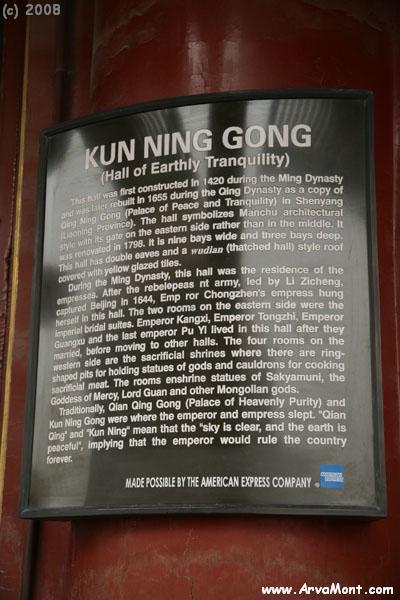 (c) 2008
KUN NING GONG
(Hall of Earthly Tranquility)
This hall was first constructed in 1420 during the Ming Dynasty
and was later rebuilt in 1655 during the Qing Dynasty as a copy of
Qing Ning Gong (Palace of Peace and Tranquility) in Shenyang
(Liaoning Province). The hall symbolizes Manchu architectural
style with its gate on the eastern side rather than in the middle. It
was renovated in 1798. It is nine bays wide and three bays deep.
This hall has double eaves and a wudian (thatched hall) style roof
covered with yellow glazed tiles.
During the Ming Dynasty, this hall was the residence of the
empresses. After the rebelepeas nt army, led by Li Zicheng,
captured Beijing in 1644, Emp ror Chongzhen's empress hung
herself in this hall. The two rooms on the eastern side were the
imperial bridal suites. Emperor Kangxi, Emperor Tongzhi, Emperor
Guangxu and the last emperor Pu Yi lived in this hall after they
married, before moving to other halls. The four rooms on the
western side are the sacrificial shrines where there are ring-
shaped pits for holding statues of gods and cauldrons for cooking
sacrificial meat. The rooms enshrine statues of Sakyamuni, the
Goddess of Mercy, Lord Guan and other Mongolian gods.
Traditionally, Qian Qing Gong (Palace of Heavenly Purity) and
Kun Ning Gong were where the emperor and empress slept. "Qian
Qing" and "Kun Ning" mean that the "sky is clear, and the earth is
peaceful", implying that the emperor would rule the country
forever.
MADE POSSIBLE BY THE AMERICAN EXPRESS COMPANY.
AMERICAN EXPRESS
www.ArvaMont.com